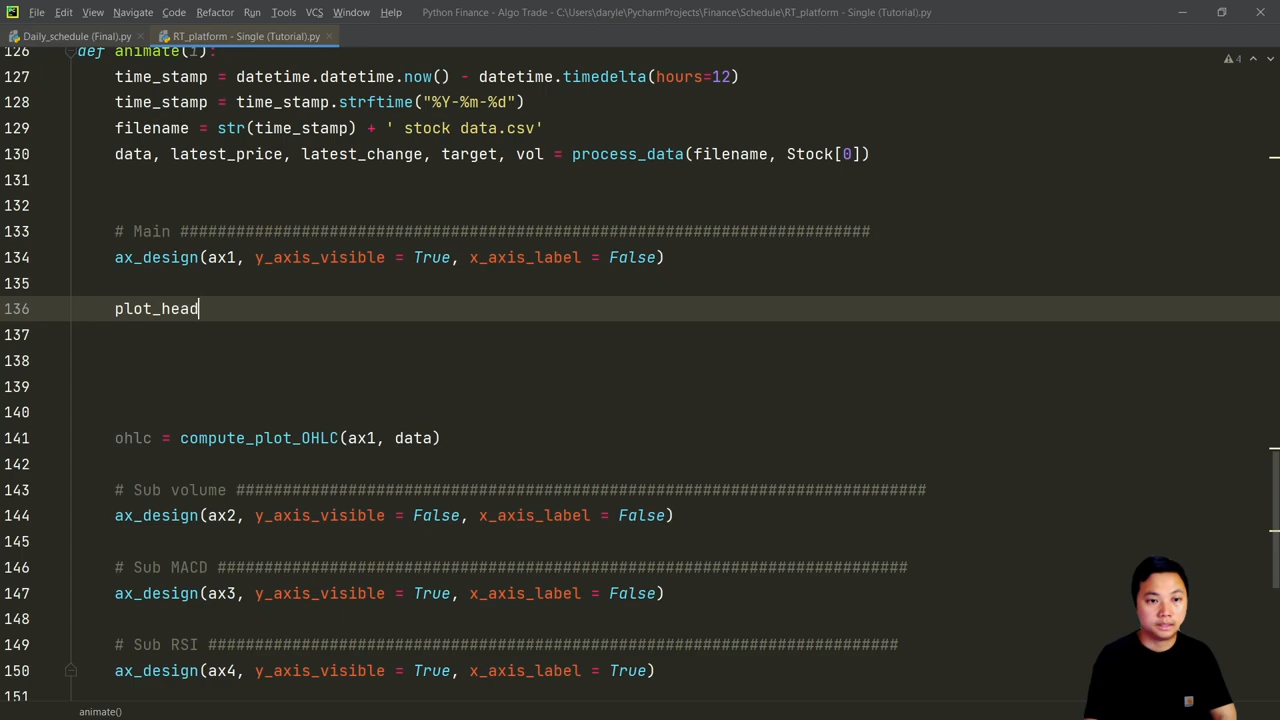 File Edit View Navigate Code Refactor Run Tools VCS Window Help Python Finance - Algo Trade - C:\Users\daryle\PycharmProjects\Finance\Schedule\RT_platform - Single (Tutorial).py
Daily_schedule (Final).py RT_platform - Single (Tutorial).py
126 def animate(i):
4
127 time_stamp = datetime.datetime.now() - datetime.timedelta(hours=12)
128 time_stamp = time_stamp.strftime("%Y-%m-%d")
129 filename = str(time_stamp) + ' stock data.csv'
130 data, latest_price, latest_change, target, vol = process_data(filename, Stock[0])
131
132
133 # Main ##########################################################################
134 ax_design(ax1, y_axis_visible = True, x_axis_label = False)
135
136 plot_head
137
138
139
140
141 ohlc = compute_plot_OHLC(ax1, data)
142
143 # Sub volume ##########################################################################
144 ax_design(ax2, y_axis_visible = False, x_axis_label = False)
145
146 # Sub MACD ##########################################################################
147 ax_design(ax3, y_axis_visible = True, x_axis_label = False)
148
149 # Sub RSI ##########################################################################
150 ax_design(ax4, y_axis_visible = True, x_axis_label = True)
151
animate()